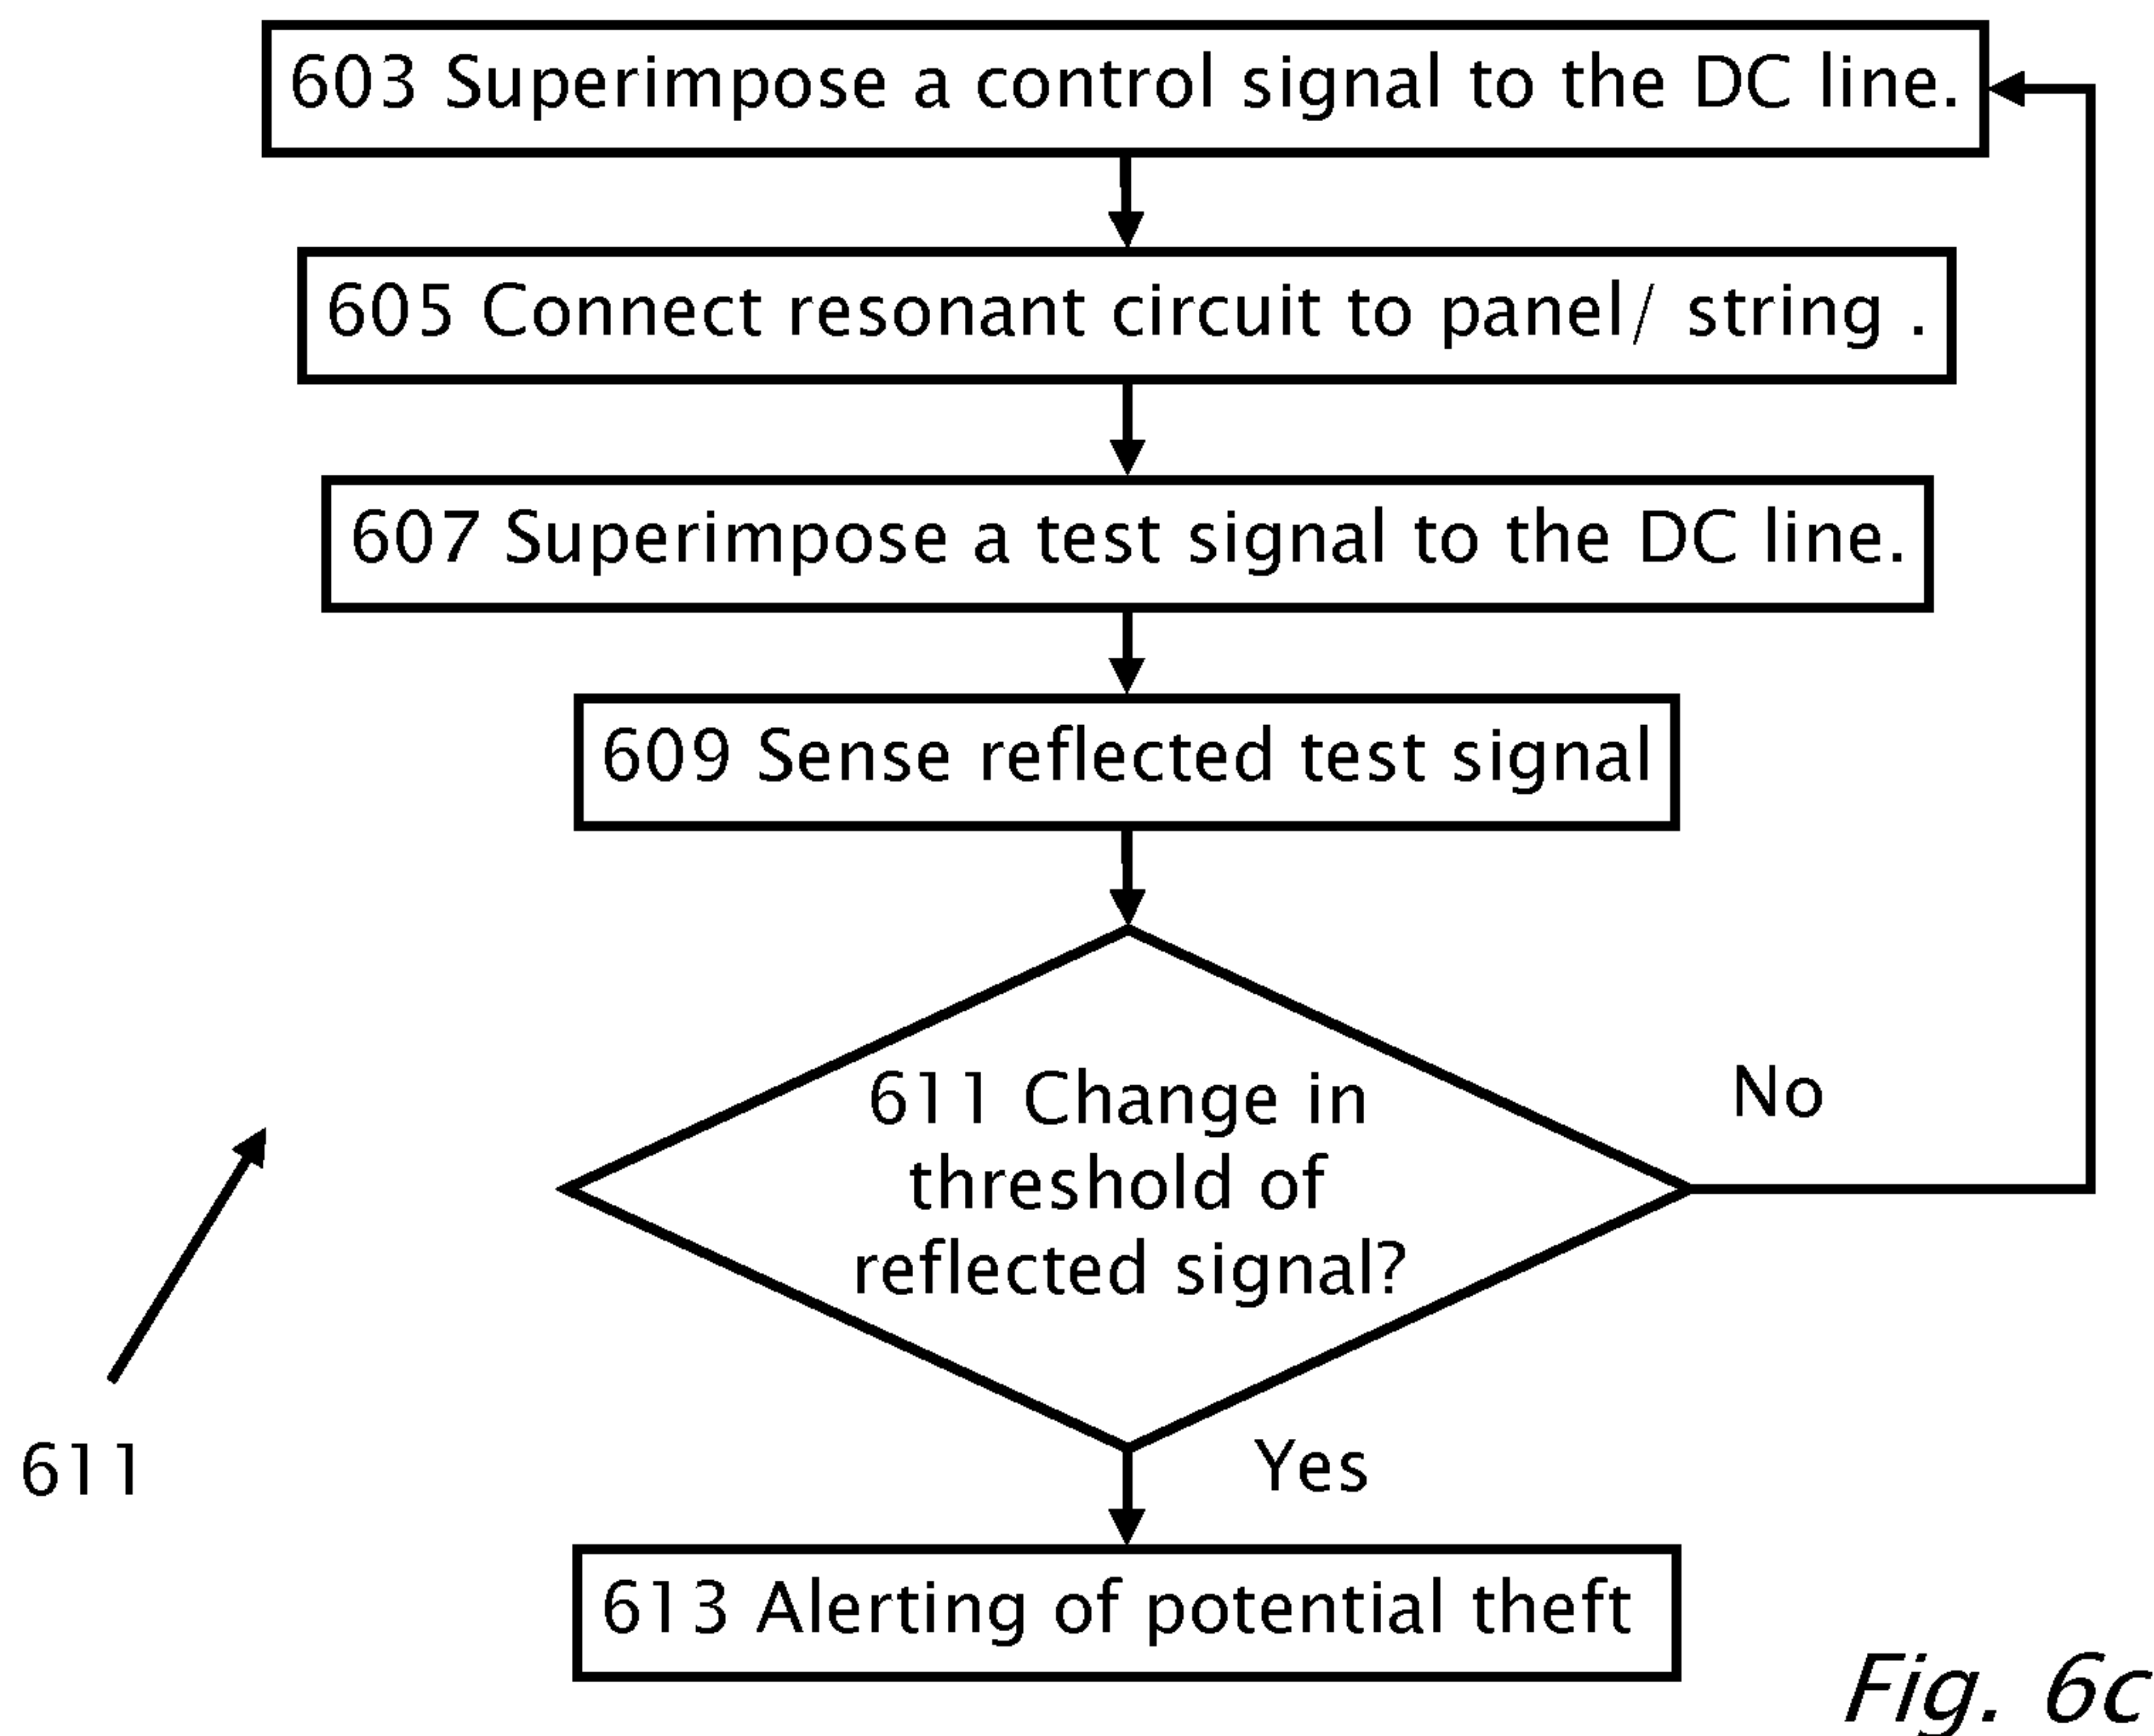 603 Superimpose a control signal to the DC line.
605 Connect resonant circuit to panel/ string .
607 Superimpose a test signal to the DC line.
609 Sense reflected test signal
611 Change in
threshold of
reflected signal?
No
Yes
611
613 Alerting of potential theft
Fig. 6c